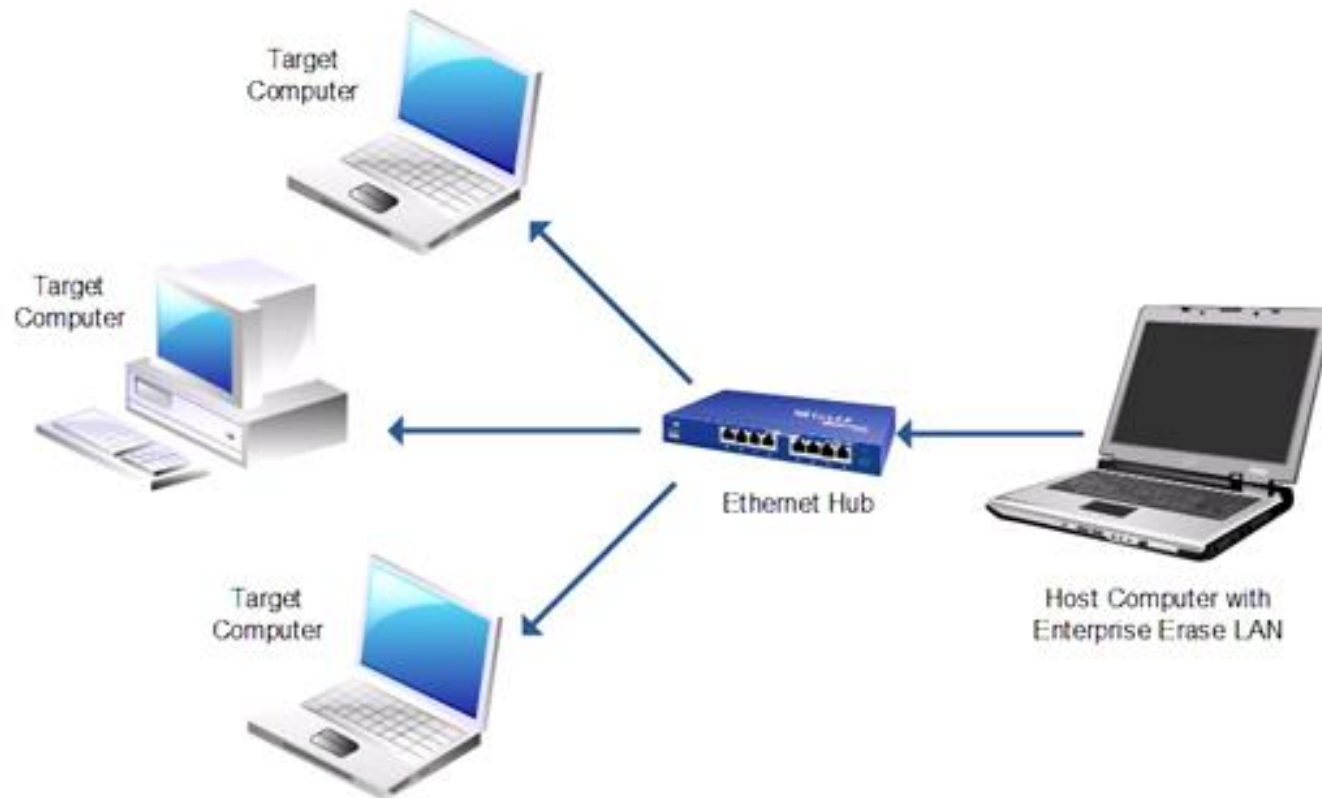 Target
Computer
Target
Computer
Ethernet Hub
Target
Computer
Host Computer with
Enterprise Erase LAN